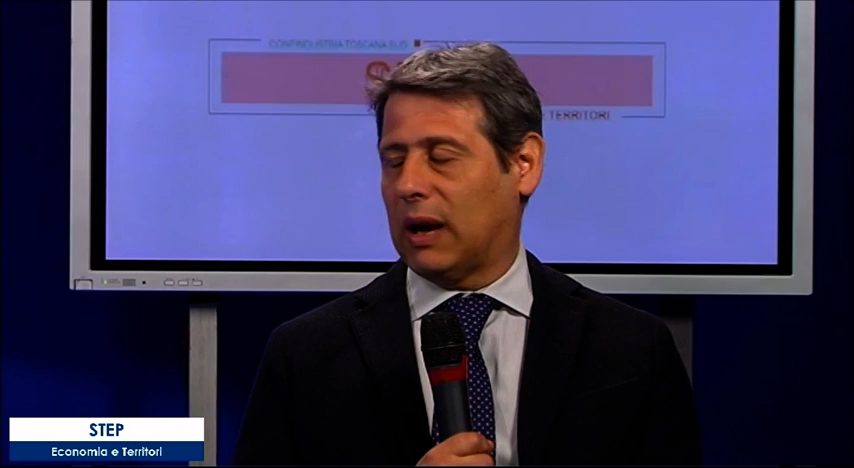 CONFINDUSTRIA TOSCANA SUD
S
E TERRITORI
STEP
Economia e Territori